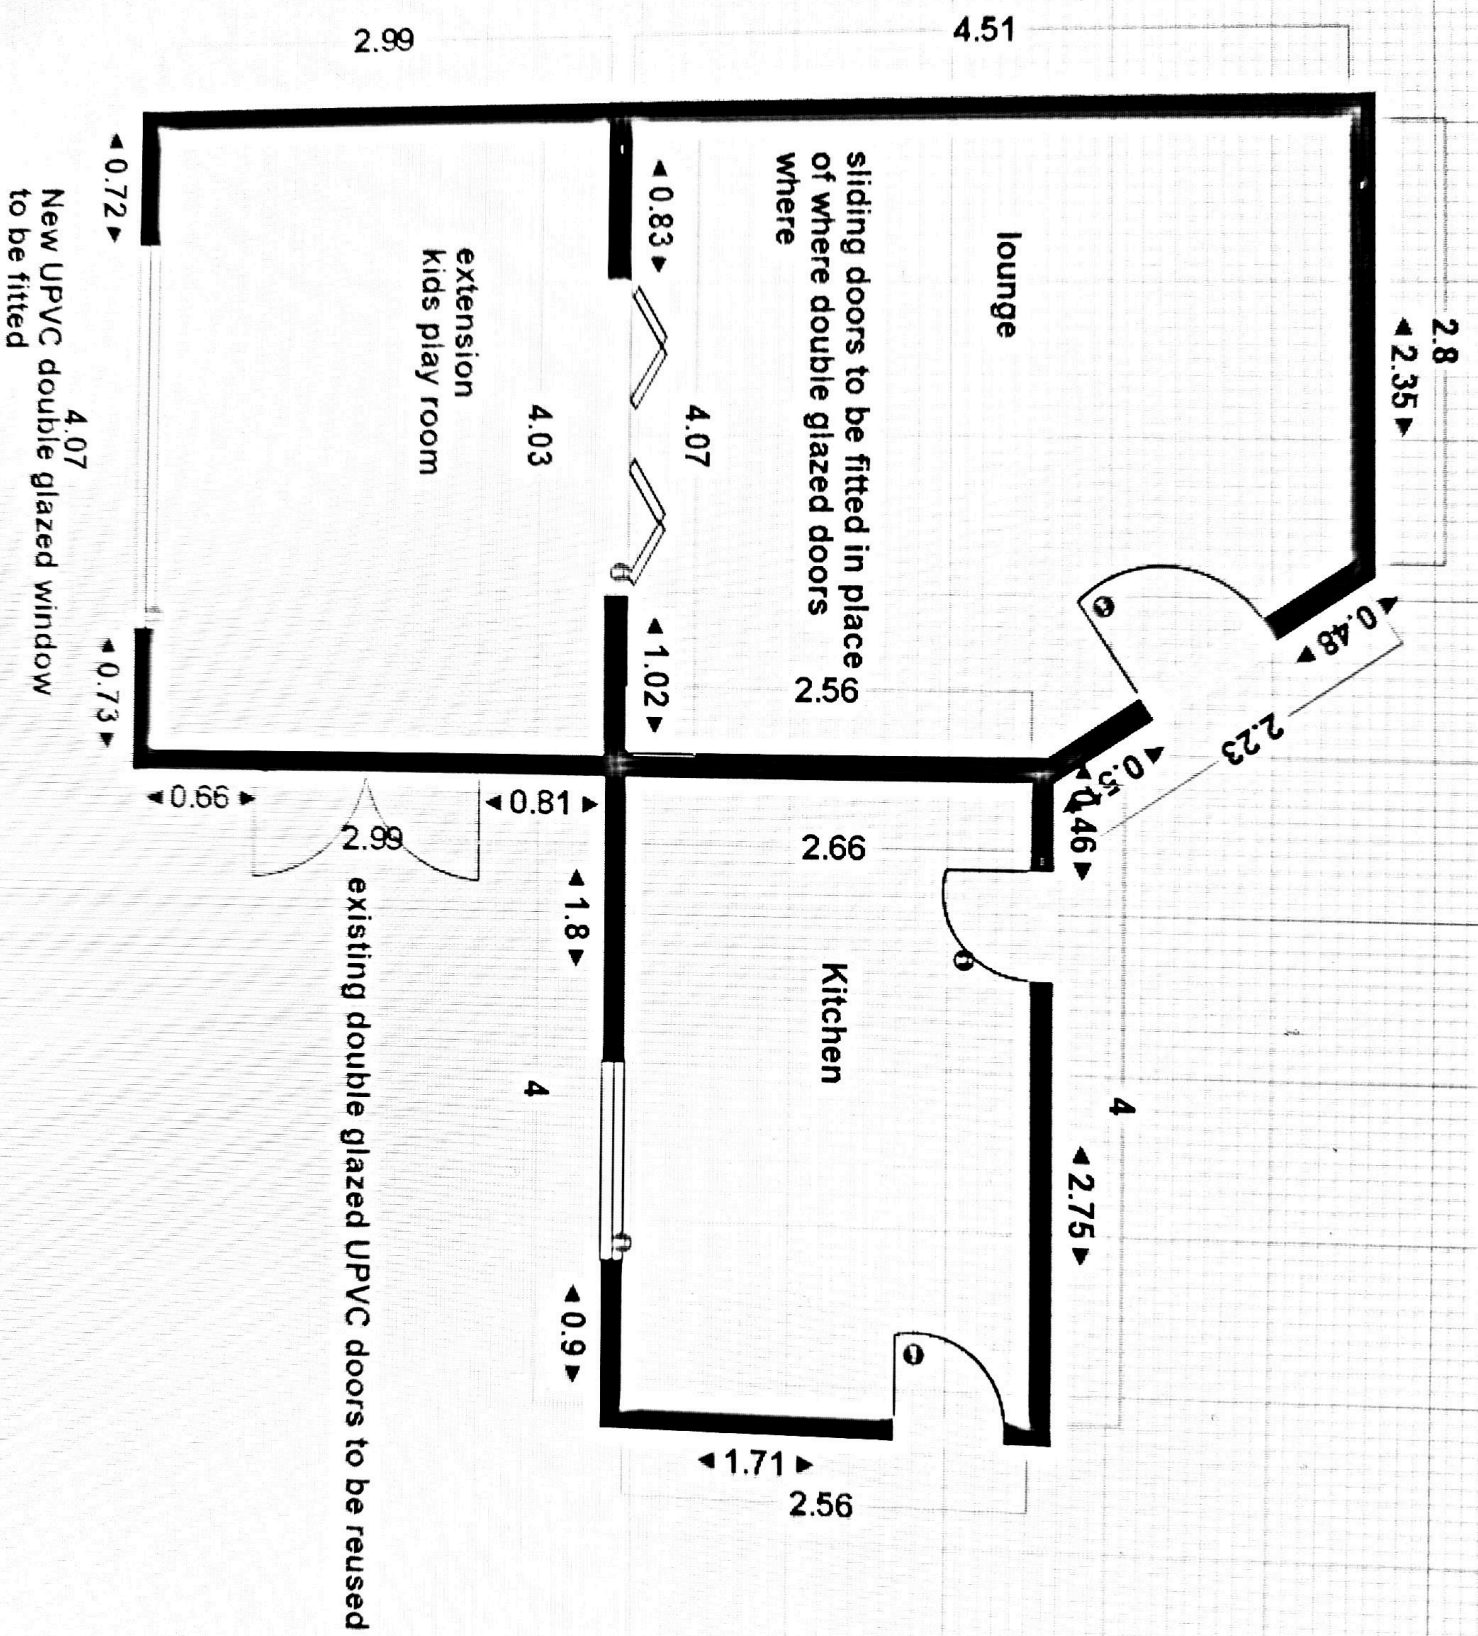 2.99
4.51
2.8
◄2.35►
◄0.72►
◄0.83►
sliding doors to be fitted in place
of where double glazed doors
where
lounge
extension
kids play room
4.03
4.07
4.07
New UPVC double glazed window
to be fitted
◄0.48►
2.23
◄0.73►
◄1.02►
2.56
◄0.66►
◄0.81►
2.99
2.66
◄1.8►
Kitchen
existing double glazed UPVC doors to be reused
4
4
◄2.75►
◄0.9►
◄1.71►
2.56